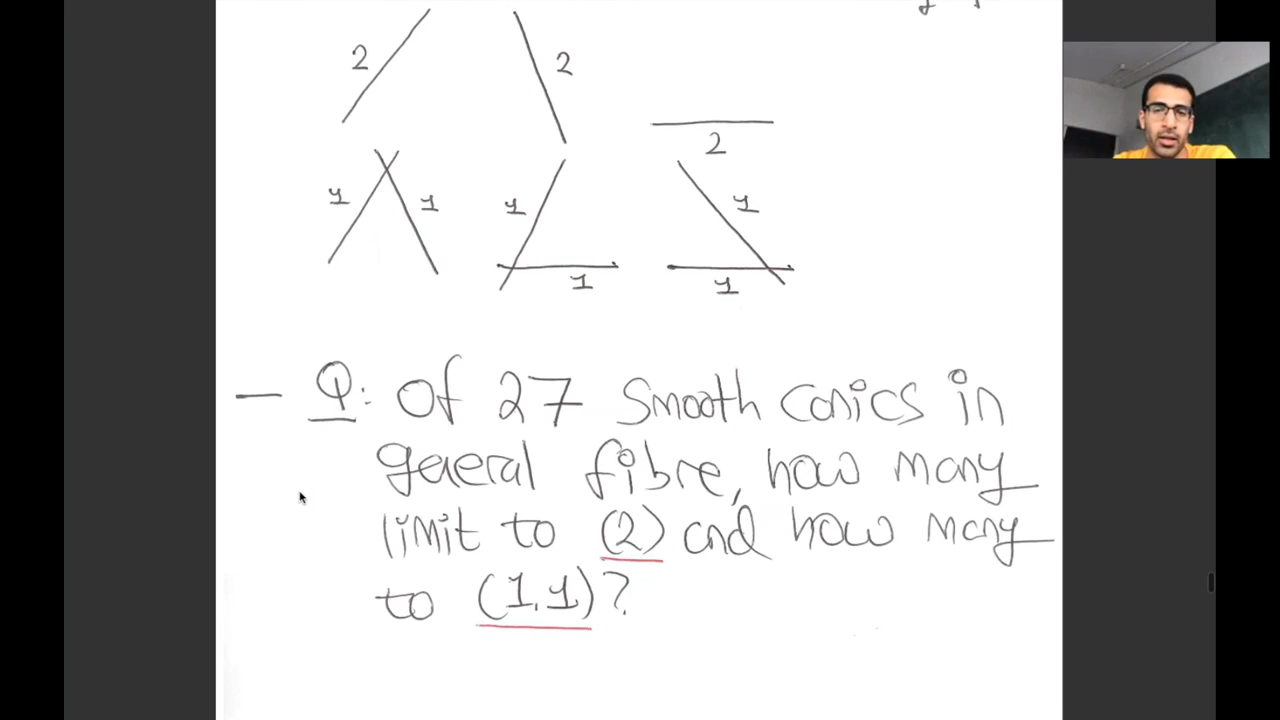 2 2
2
1 1 1 1
1 1
— Q: Of 27 smooth conics in
gaeral fibre, how many
limit to (2) and how many
to (1,1)?